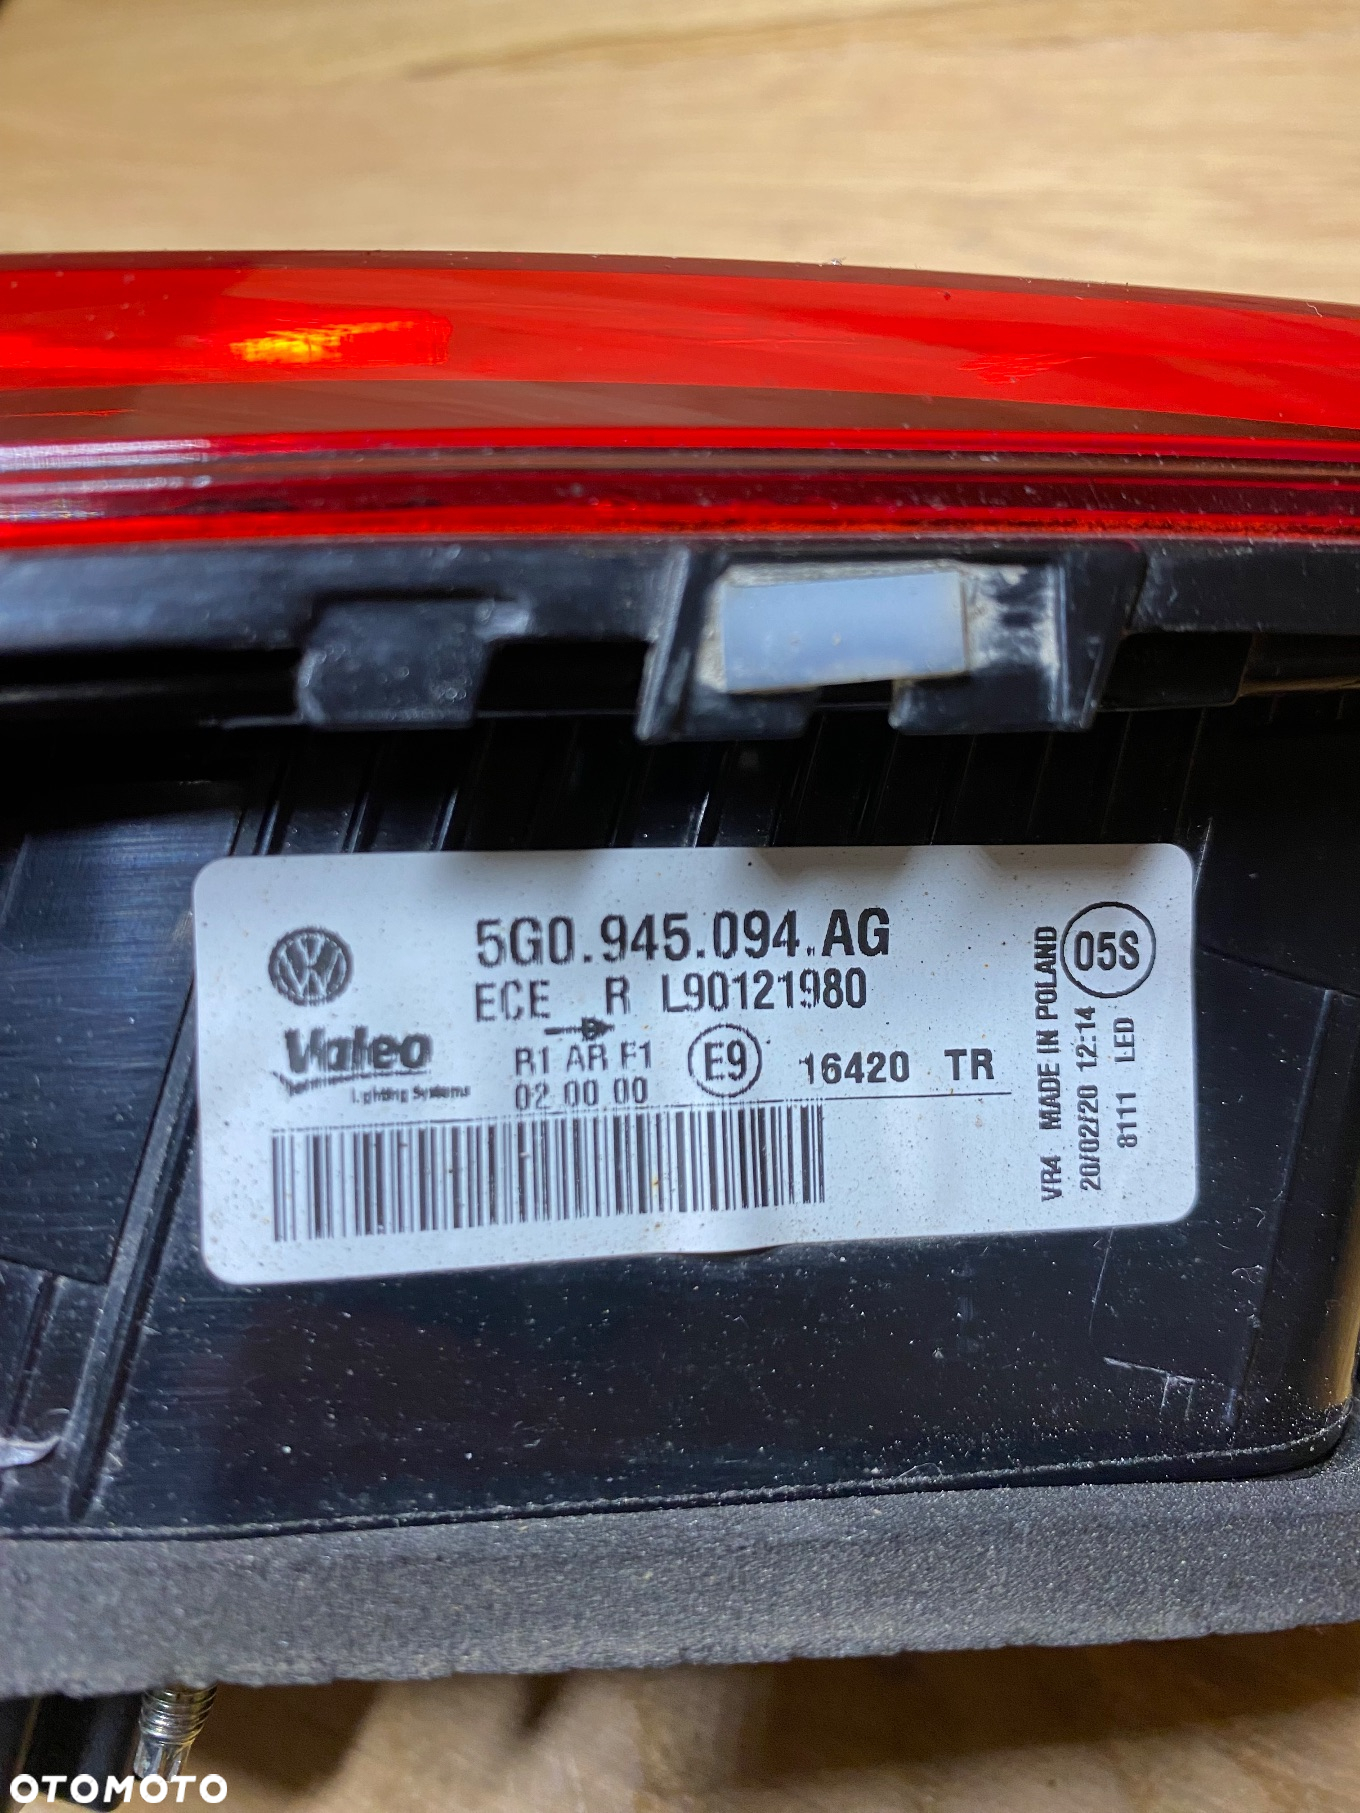 5G0.945.094.AG
ECE R L90121980
Valeo
Lighting Systems
R1 AR F1
02 00 00
E9
16420 TR
VR4 MADE IN POLAND
20/02/20 12:14
8111 LED
05S
OTOMOTO